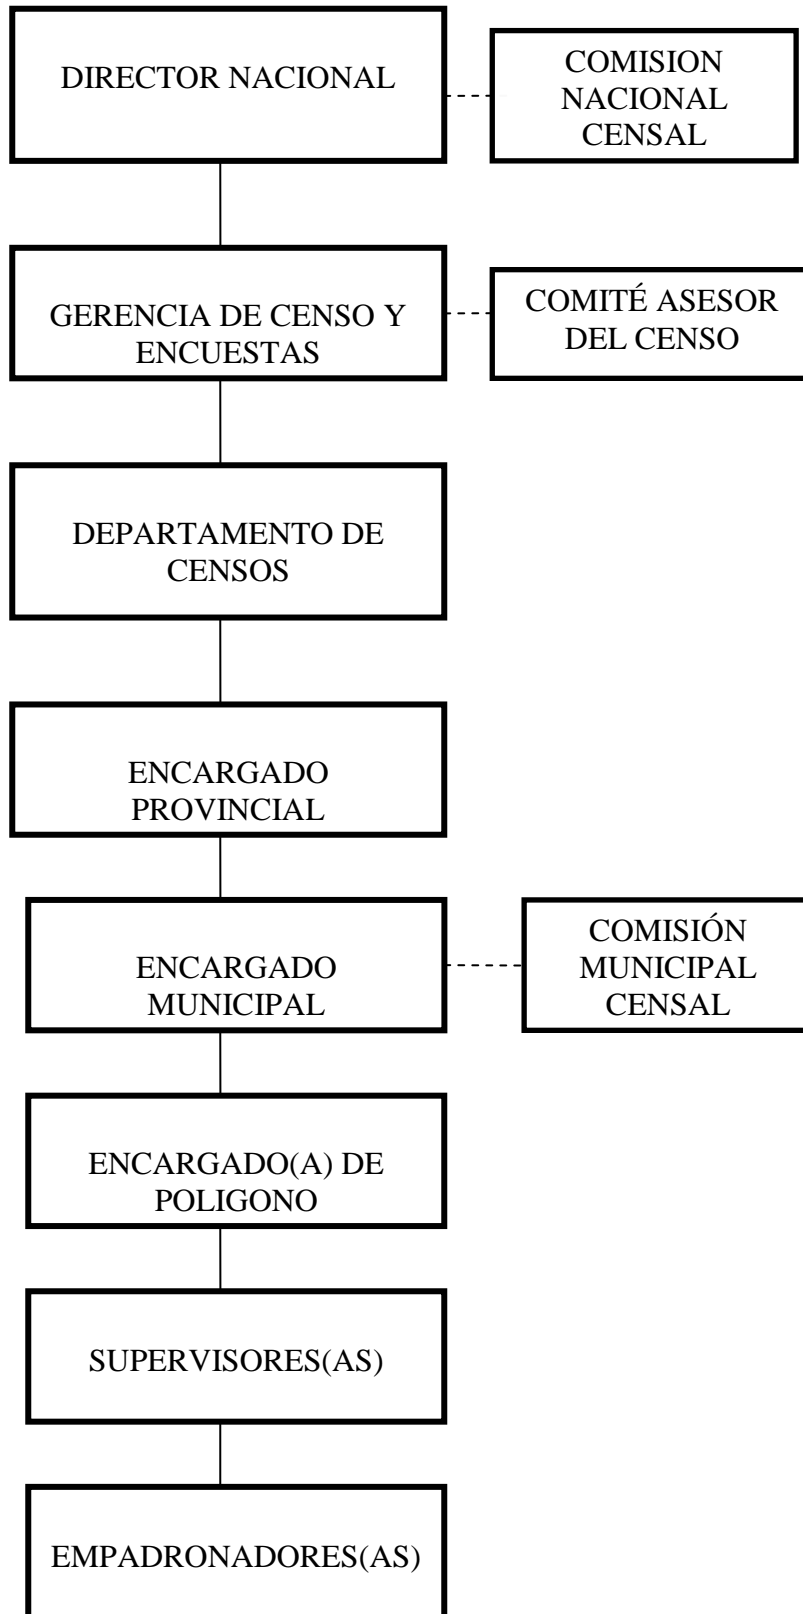 DIRECTOR NACIONAL
COMISION
NACIONAL
CENSAL
GERENCIA DE CENSO Y
ENCUESTAS
COMITÉ ASESOR
DEL CENSO
DEPARTAMENTO DE
CENSOS
ENCARGADO
PROVINCIAL
ENCARGADO
MUNICIPAL
COMISIÓN
MUNICIPAL
CENSAL
ENCARGADO(A) DE
POLIGONO
SUPERVISORES(AS)
EMPADRONADORES(AS)